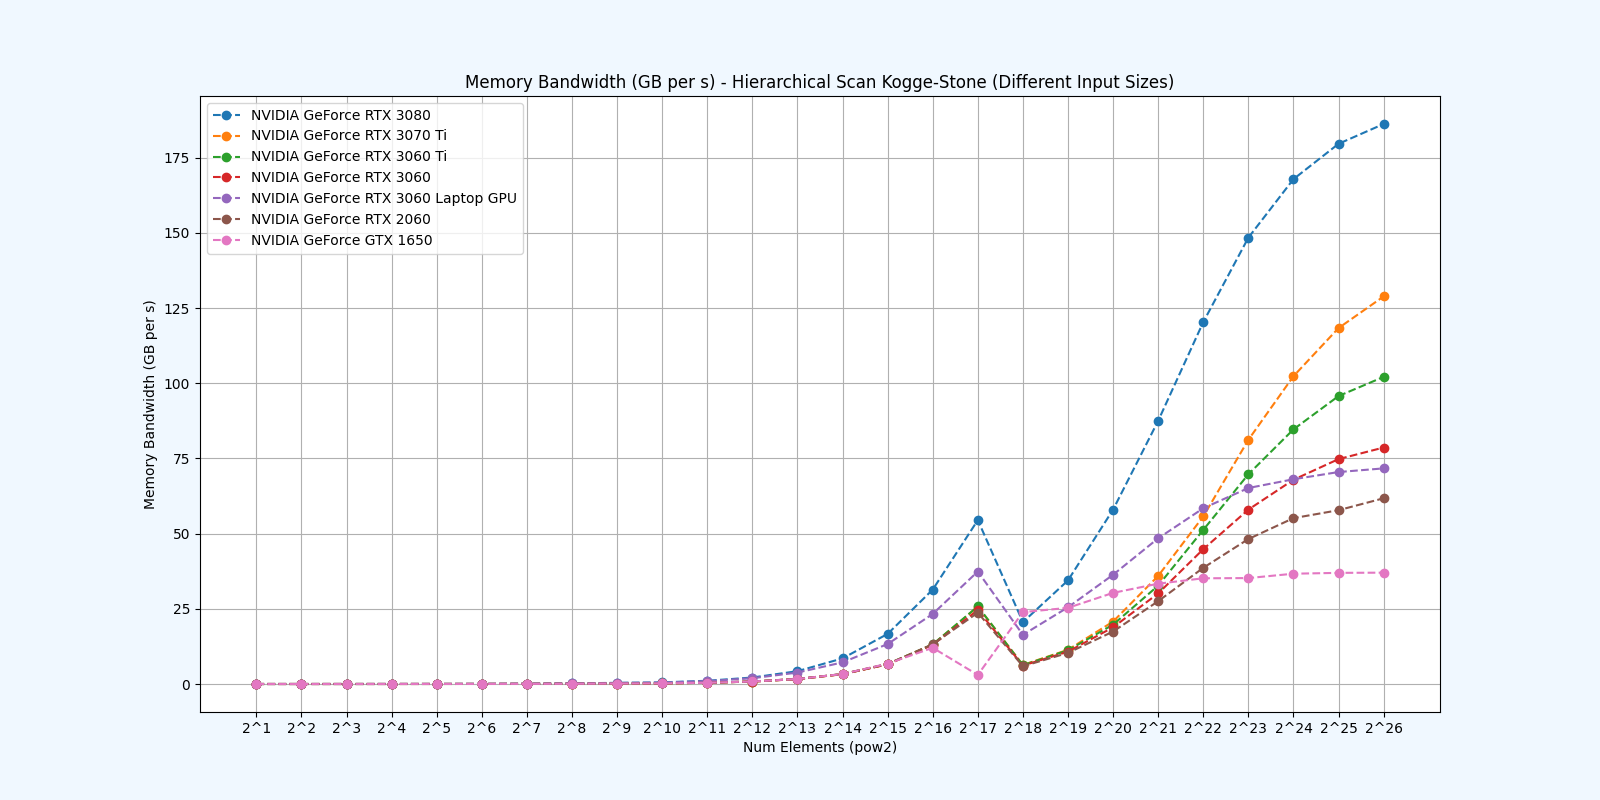 Memory Bandwidth (GB per s) - Hierarchical Scan Kogge-Stone (Different Input Sizes)
NVIDIA GeForce RTX 3080
NVIDIA GeForce RTX 3070 Ti
NVIDIA GeForce RTX 3060 Ti
NVIDIA GeForce RTX 3060
NVIDIA GeForce RTX 3060 Laptop GPU
NVIDIA GeForce RTX 2060
NVIDIA GeForce GTX 1650
Memory Bandwidth (GB per s)
175
150
125
100
75
50
25
0
2^1 2^2 2^3 2^4 2^5 2^6 2^7 2^8 2^9 2^10 2^11 2^12 2^13 2^14 2^15 2^16 2^17 2^18 2^19 2^20 2^21 2^22 2^23 2^24 2^25 2^26
Num Elements (pow2)